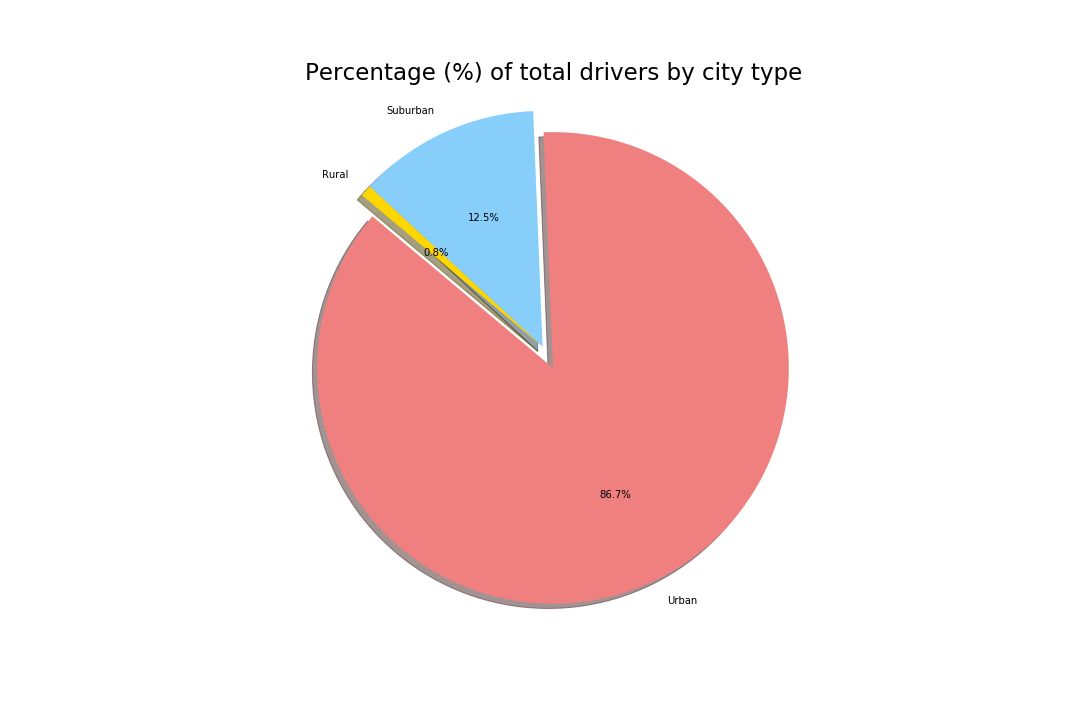 Percentage (%) of total drivers by city type
Suburban
Rural
12.5%
0.8%
86.7%
Urban